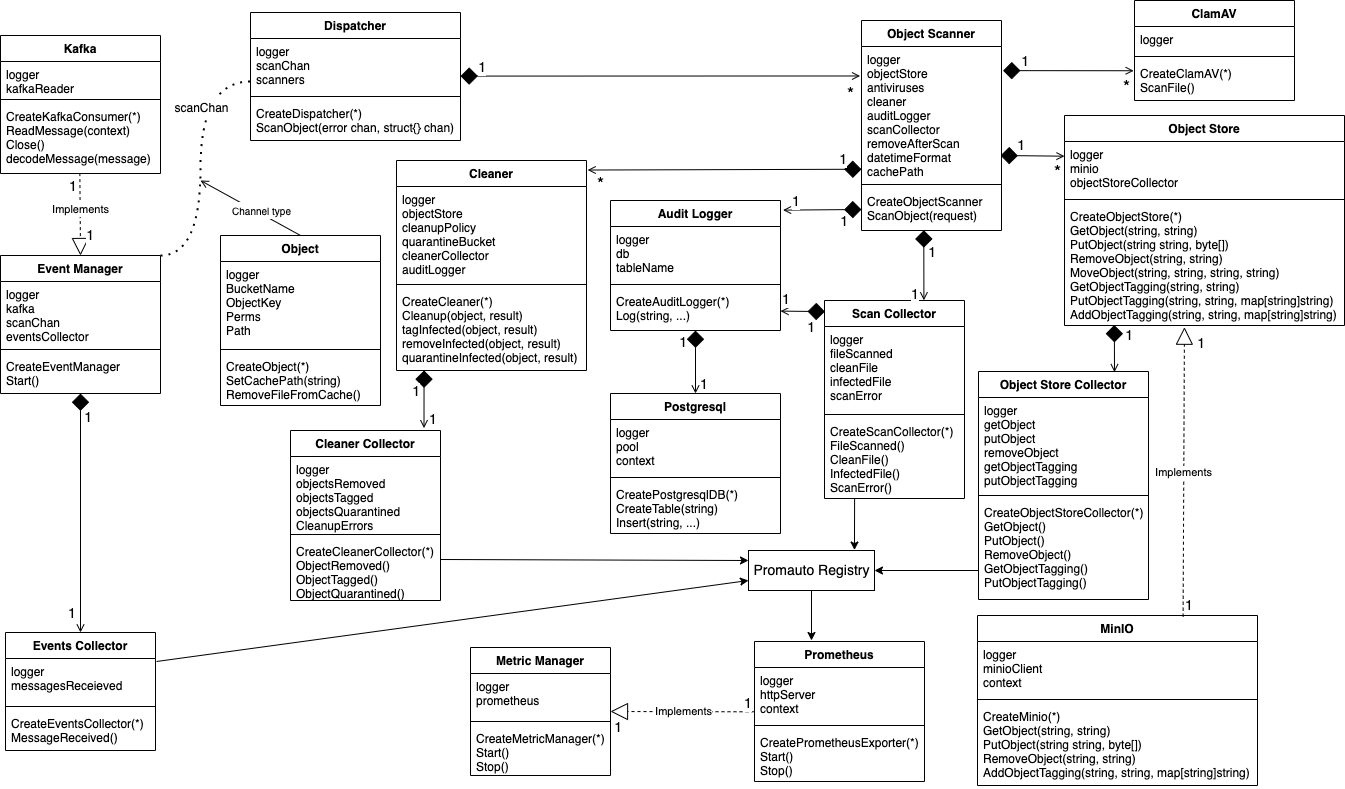 Kafka
logger
kafkaReader
CreateKafkaConsumer(*)
ReadMessage(context)
Close()
decodeMessage(message)
1
Implements
1
Event Manager
logger
kafka
scanChan
eventsCollector
CreateEventManager
Start()
1
1
Events Collector
logger
messagesReceieved
CreateEventsCollector(*)
MessageReceived()
scanChan
Channel type
Dispatcher
logger
scanChan
scanners
CreateDispatcher(*)
ScanObject(error chan, struct{} chan)
1
*
Object
logger
BucketName
ObjectKey
Perms
Path
CreateObject(*)
SetCachePath(string)
RemoveFileFromCache()
Cleaner
logger
objectStore
cleanupPolicy
quarantineBucket
cleanerCollector
auditLogger
CreateCleaner(*)
Cleanup(object, result)
tagInfected(object, result)
removeInfected(object, result)
quarantineInfected(object, result)
1
*
1
1
Cleaner Collector
logger
objectsRemoved
objectsTagged
objectsQuarantined
CleanupErrors
CreateCleanerCollector(*)
ObjectRemoved()
ObjectTagged()
ObjectQuarantined()
Audit Logger
logger
db
tableName
CreateAuditLogger(*)
Log(string, ...)
1
1
1
1
1
1
Postgresql
logger
pool
context
CreatePostgresqlDB(*)
CreateTable(string)
Insert(string, ...)
Object Scanner
logger
objectStore
antiviruses
cleaner
auditLogger
scanCollector
removeAfterScan
datetimeFormat
cachePath
CreateObjectScanner
ScanObject(request)
1
1
Scan Collector
logger
fileScanned
cleanFile
infectedFile
scanError
CreateScanCollector(*)
FileScanned()
CleanFile()
InfectedFile()
ScanError()
1
*
ClamAV
logger
CreateClamAV(*)
ScanFile()
1
*
Object Store
logger
minio
objectStoreCollector
CreateObjectStore(*)
GetObject(string, string)
PutObject(string string, byte[])
RemoveObject(string, string)
MoveObject(string, string, string, string)
GetObjectTagging(string, string)
PutObjectTagging(string, string, map[string]string)
AddObjectTagging(string, string, map[string]string)
1
1
Object Store Collector
logger
getObject
putObject
removeObject
getObjectTagging
putObjectTagging
CreateObjectStoreCollector(*)
GetObject()
PutObject()
RemoveObject()
GetObjectTagging()
PutObjectTagging()
1
Implements
1
MinIO
logger
minioClient
context
CreateMinio(*)
GetObject(string, string)
PutObject(string string, byte[])
RemoveObject(string, string)
AddObjectTagging(string, string, map[string]string)
Promauto Registry
Metric Manager
logger
prometheus
CreateMetricManager(*)
Start()
Stop()
1
Implements
1
Prometheus
logger
httpServer
context
CreatePrometheusExporter(*)
Start()
Stop()